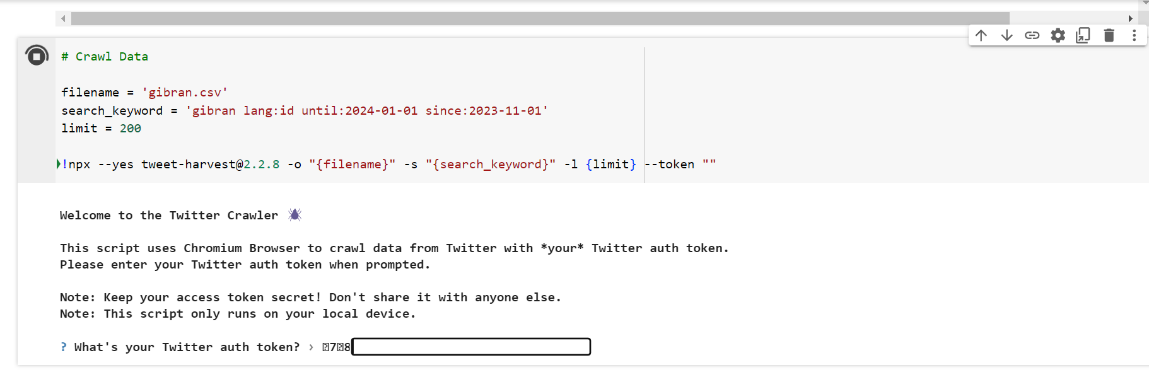 # Crawl Data
filename = 'gibran.csv'
search_keyword = 'gibran lang:id until:2024-01-01 since:2023-11-01'
limit = 200
!npx --yes tweet-harvest@2.2.8 -o "{filename}" -s "{search_keyword}" -l {limit} --token ""
Welcome to the Twitter Crawler 🕷
This script uses Chromium Browser to crawl data from Twitter with *your* Twitter auth token.
Please enter your Twitter auth token when prompted.
Note: Keep your access token secret! Don't share it with anyone else.
Note: This script only runs on your local device.
? What's your Twitter auth token? › 78